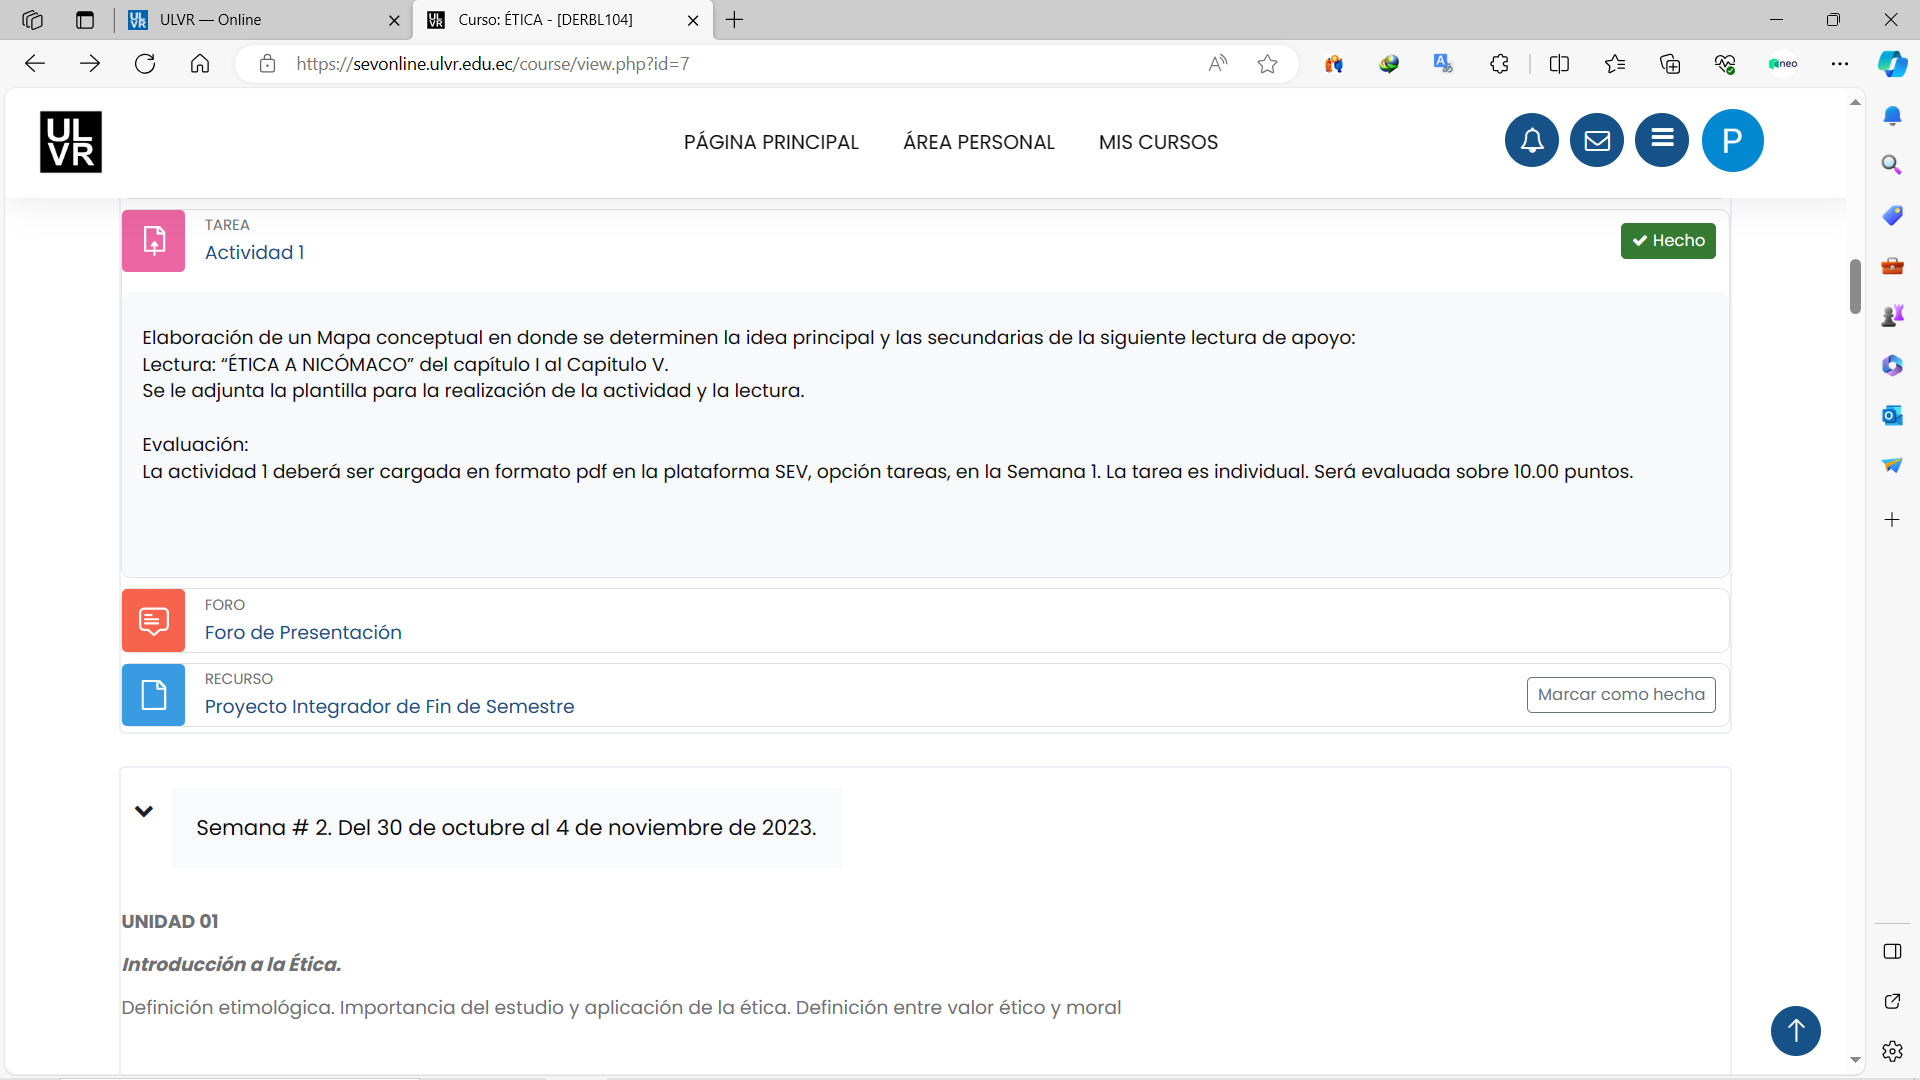 ULVR — Online
Curso: ÉTICA - [DERBL104]
https://sevonline.ulvr.edu.ec/course/view.php?id=7
neo
UL
VR
PÁGINA PRINCIPAL
ÁREA PERSONAL
MIS CURSOS
P
TAREA
Actividad 1
Hecho
Elaboración de un Mapa conceptual en donde se determinen la idea principal y las secundarias de la siguiente lectura de apoyo:
Lectura: “ÉTICA A NICÓMACO” del capítulo I al Capitulo V.
Se le adjunta la plantilla para la realización de la actividad y la lectura.
Evaluación:
La actividad 1 deberá ser cargada en formato pdf en la plataforma SEV, opción tareas, en la Semana 1. La tarea es individual. Será evaluada sobre 10.00 puntos.
FORO
Foro de Presentación
RECURSO
Proyecto Integrador de Fin de Semestre
Marcar como hecha
Semana # 2. Del 30 de octubre al 4 de noviembre de 2023.
UNIDAD 01
Introducción a la Ética.
Definición etimológica. Importancia del estudio y aplicación de la ética. Definición entre valor ético y moral